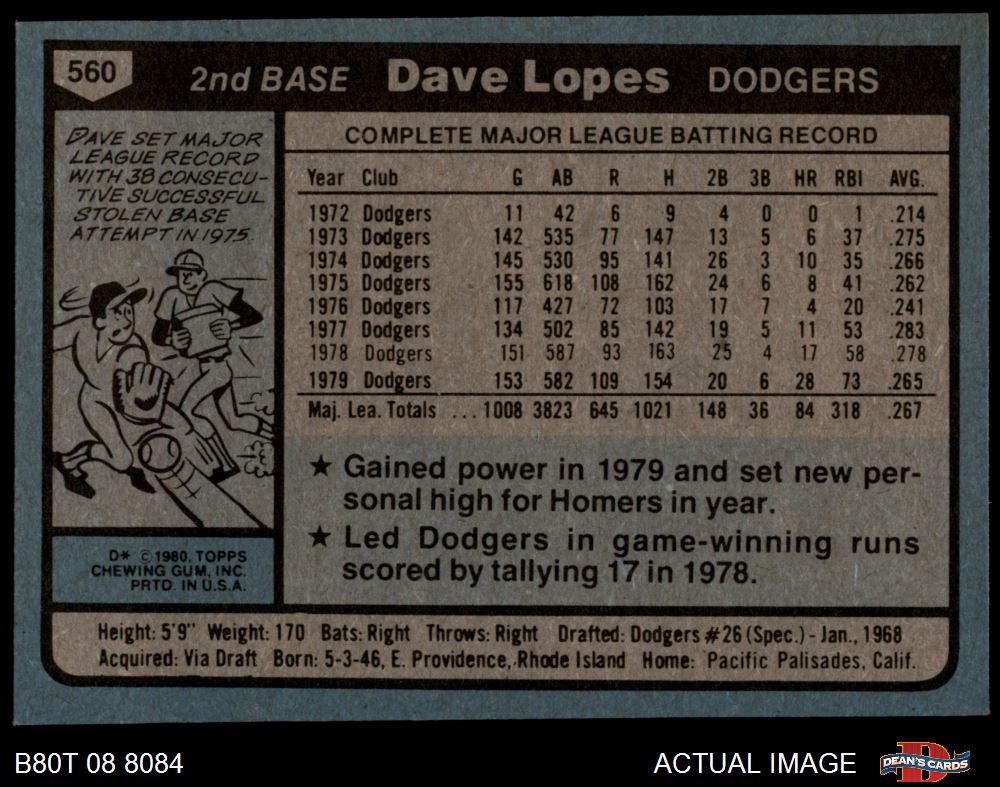 560 2nd BASE Dave Lopes DODGERS
DAVE SET MAJOR
LEAGUE RECORD
WITH 38 CONSECU-
TIVE SUCCESSFUL
STOLEN BASE
ATTEMPT IN 1975.
COMPLETE MAJOR LEAGUE BATTING RECORD
Year Club G AB R H 2B 3B HR RBI AVG.
1972 Dodgers 11 42 6 9 4 0 0 1 .214
1973 Dodgers 142 535 77 147 13 5 6 37 .275
1974 Dodgers 145 530 95 141 26 3 10 35 .266
1975 Dodgers 155 618 108 162 24 6 8 41 .262
1976 Dodgers 117 427 72 103 17 7 4 20 .241
1977 Dodgers 134 502 85 142 19 5 11 53 .283
1978 Dodgers 151 587 93 163 25 4 17 58 .278
1979 Dodgers 153 582 109 154 20 6 28 73 .265
Maj. Lea. Totals ... 1008 3823 645 1021 148 36 84 318 .267
★ Gained power in 1979 and set new per-
sonal high for Homers in year.
★ Led Dodgers in game-winning runs
scored by tallying 17 in 1978.
D* © 1980, TOPPS
CHEWING GUM, INC.
PRTD. IN U.S.A.
Height: 5'9" Weight: 170 Bats: Right Throws: Right Drafted: Dodgers #26 (Spec.) - Jan., 1968
Acquired: Via Draft Born: 5-3-46, E. Providence, Rhode Island Home: Pacific Palisades, Calif.
B80T 08 8084 ACTUAL IMAGE D DEAN'S CARDS